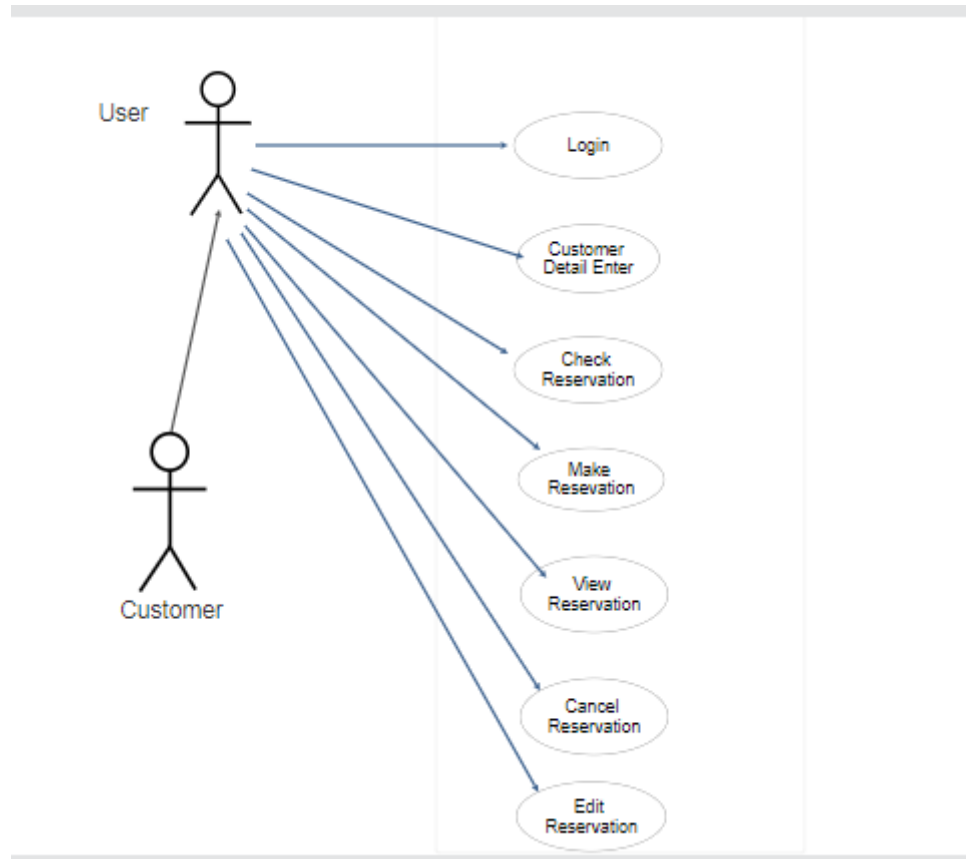 User
Login
Customer
Detail Enter
Check
Reservation
Make
Resevation
View
Reservation
Customer
Cancel
Reservation
Edit
Reservation